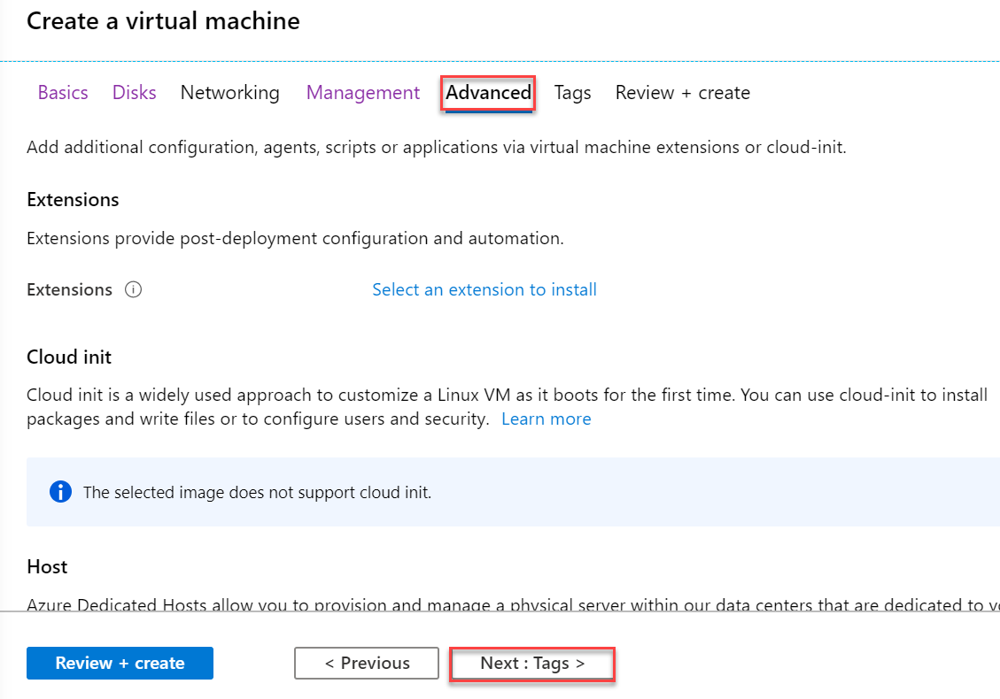 Create a virtual machine
Basics Disks Networking Management Advanced Tags Review + create
Add additional configuration, agents, scripts or applications via virtual machine extensions or cloud-init.
Extensions
Extensions provide post-deployment configuration and automation.
Extensions Select an extension to install
Cloud init
Cloud init is a widely used approach to customize a Linux VM as it boots for the first time. You can use cloud-init to install
packages and write files or to configure users and security. Learn more
The selected image does not support cloud init.
Host
Azure Dedicated Hosts allow you to provision and manage a physical server within our data centers that are dedicated to
Review + create < Previous Next : Tags >